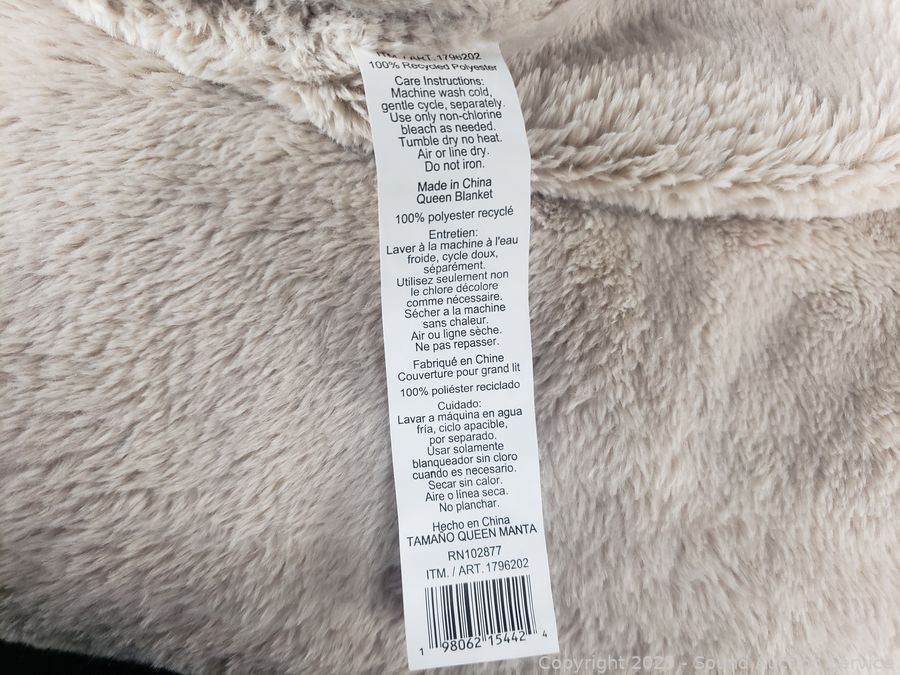 ITM. / ART. 1796202
100% Recycled Polyester
Care Instructions:
Machine wash cold,
gentle cycle, separately.
Use only non-chlorine
bleach as needed.
Tumble dry no heat.
Air or line dry.
Do not iron.
Made in China
Queen Blanket
100% polyester recyclé
Entretien:
Laver à la machine à l'eau
froide, cycle doux,
séparément.
Utilisez seulement non
le chlore décolore
comme nécessaire.
Sécher a la machine
sans chaleur.
Air ou ligne sèche.
Ne pas repasser.
Fabriqué en Chine
Couverture pour grand lit
100% poliéster reciclado
Cuidado:
Lavar a máquina en agua
fría, ciclo apacible,
por separado.
Usar solamente
blanqueador sin cloro
cuando es necesario.
Secar sin calor.
Aire o línea seca.
No planchar.
Hecho en China
TAMAÑO QUEEN MANTA
RN102877
ITM. / ART. 1796202
1 98062 15442 4
Copyright - Sound Auction Service